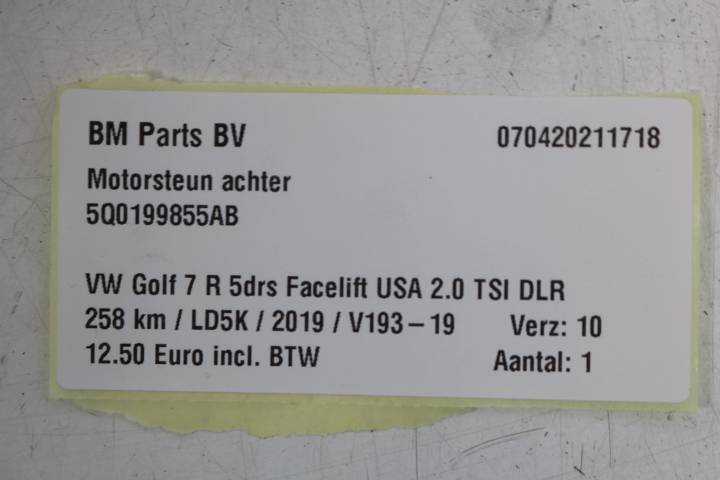 BM Parts BV 070420211718
Motorsteun achter
5Q0199855AB
VW Golf 7 R 5drs Facelift USA 2.0 TSI DLR
258 km / LD5K / 2019 / V193-19 Verz: 10
12.50 Euro incl. BTW Aantal: 1